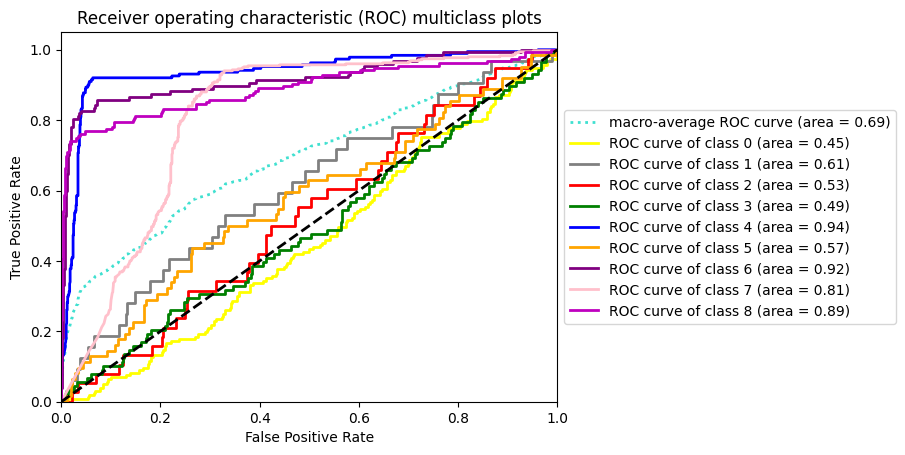 Receiver operating characteristic (ROC) multiclass plots
True Positive Rate
1.0
0.8
0.6
0.4
0.2
0.0
0.0
0.2
0.4
0.6
0.8
1.0
False Positive Rate
macro-average ROC curve (area = 0.69)
ROC curve of class 0 (area = 0.45)
ROC curve of class 1 (area = 0.61)
ROC curve of class 2 (area = 0.53)
ROC curve of class 3 (area = 0.49)
ROC curve of class 4 (area = 0.94)
ROC curve of class 5 (area = 0.57)
ROC curve of class 6 (area = 0.92)
ROC curve of class 7 (area = 0.81)
ROC curve of class 8 (area = 0.89)